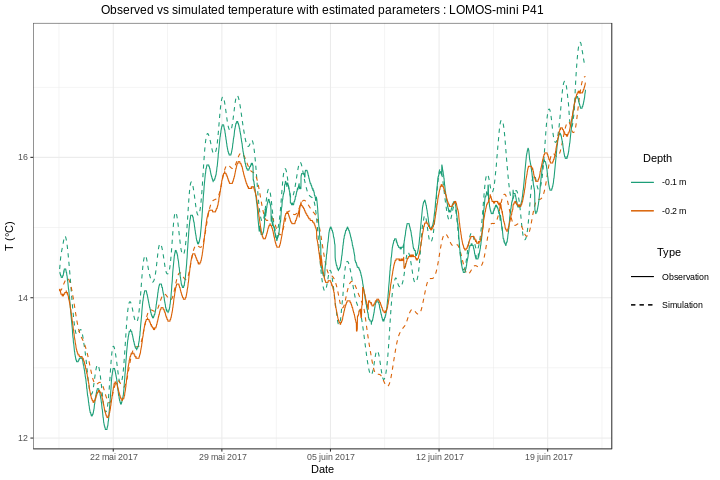 Observed vs simulated temperature with estimated parameters : LOMOS-mini P41
T (°C)
16
14
12
22 mai 2017
29 mai 2017
05 juin 2017
12 juin 2017
19 juin 2017
Date
Depth
-0.1 m
-0.2 m
Type
Observation
Simulation